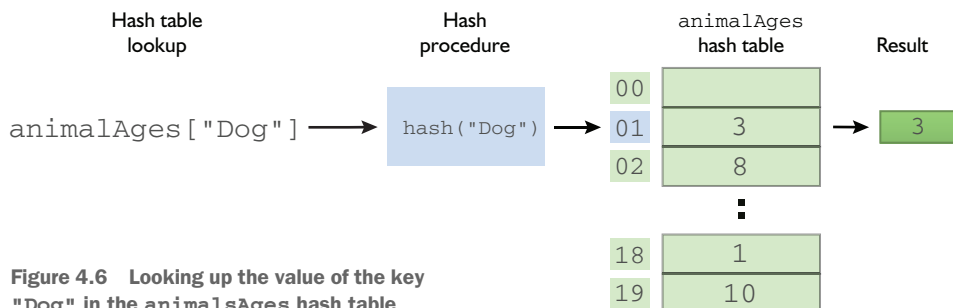 Hash table
lookup
Hash
procedure
animalAges
hash table
Result
animalAges["Dog"]
hash("Dog")
00
01
3
3
02
8
18
1
19
10
Figure 4.6 Looking up the value of the key
"Dog" in the animalsAges hash table